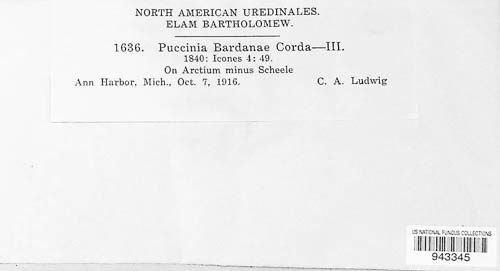 NORTH AMERICAN UREDINALES.
ELAM BARTHOLOMEW.
1636. Puccinia Bardanae Corda—III.
1840: Icones 4: 49.
On Arctium minus Scheele
Ann Harbor, Mich., Oct. 7, 1916. C. A. Ludwig
US NATIONAL FUNGUS COLLECTIONS
943345